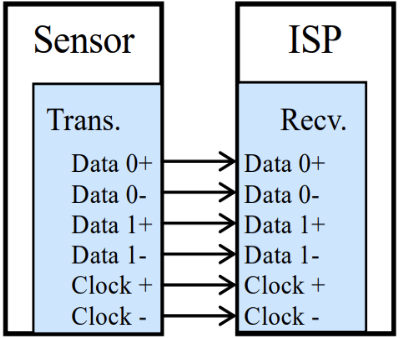 Sensor
ISP
Trans.
Recv.
Data 0+
Data 0+
Data 0-
Data 0-
Data 1+
Data 1+
Data 1-
Data 1-
Clock +
Clock +
Clock -
Clock -